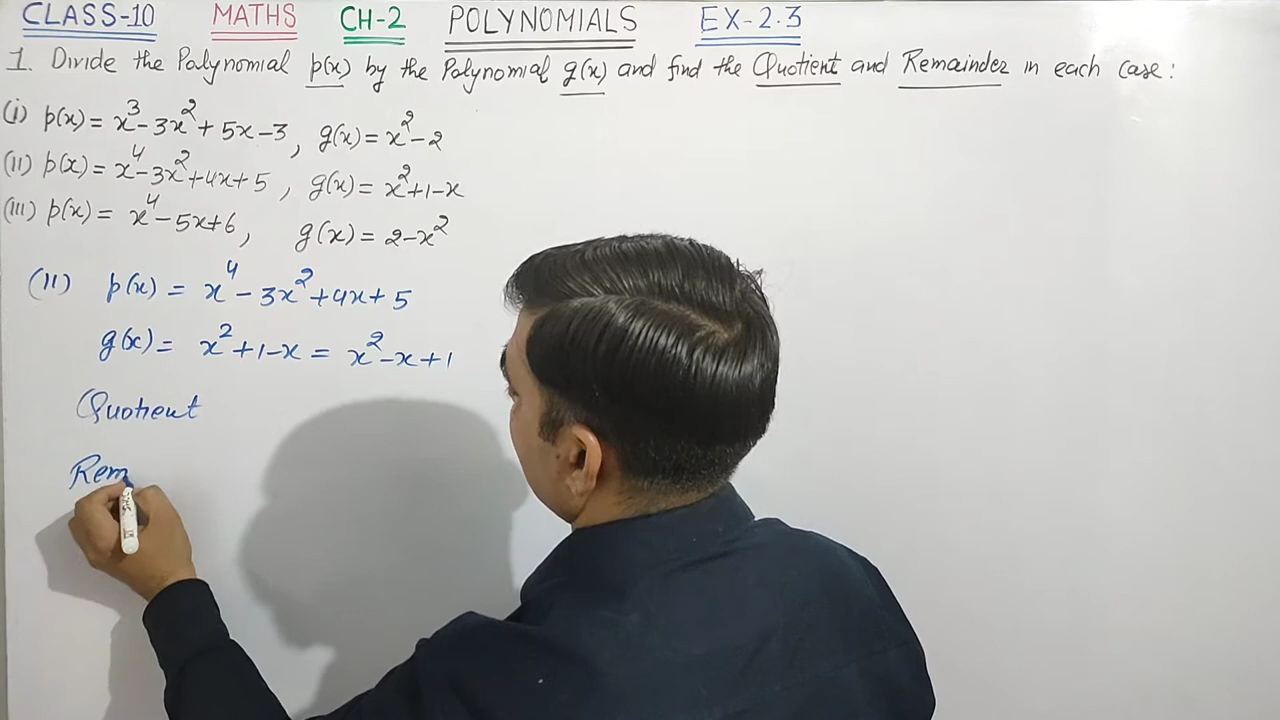 CLASS-10 MATHS CH-2 POLYNOMIALS EX-2.3
1. Divide the Polynomial p(x) by the Polynomial g(x) and find the Quotient and Remainder in each case:
(i) p(x) = x³-3x²+5x-3, g(x) = x²-2
(ii) p(x) = x⁴-3x²+4x+5, g(x) = x²+1-x
(iii) p(x) = x⁴-5x+6, g(x) = 2-x²
(ii) p(x) = x⁴-3x²+4x+5
g(x) = x²+1-x = x²-x+1
Quotient
Rem